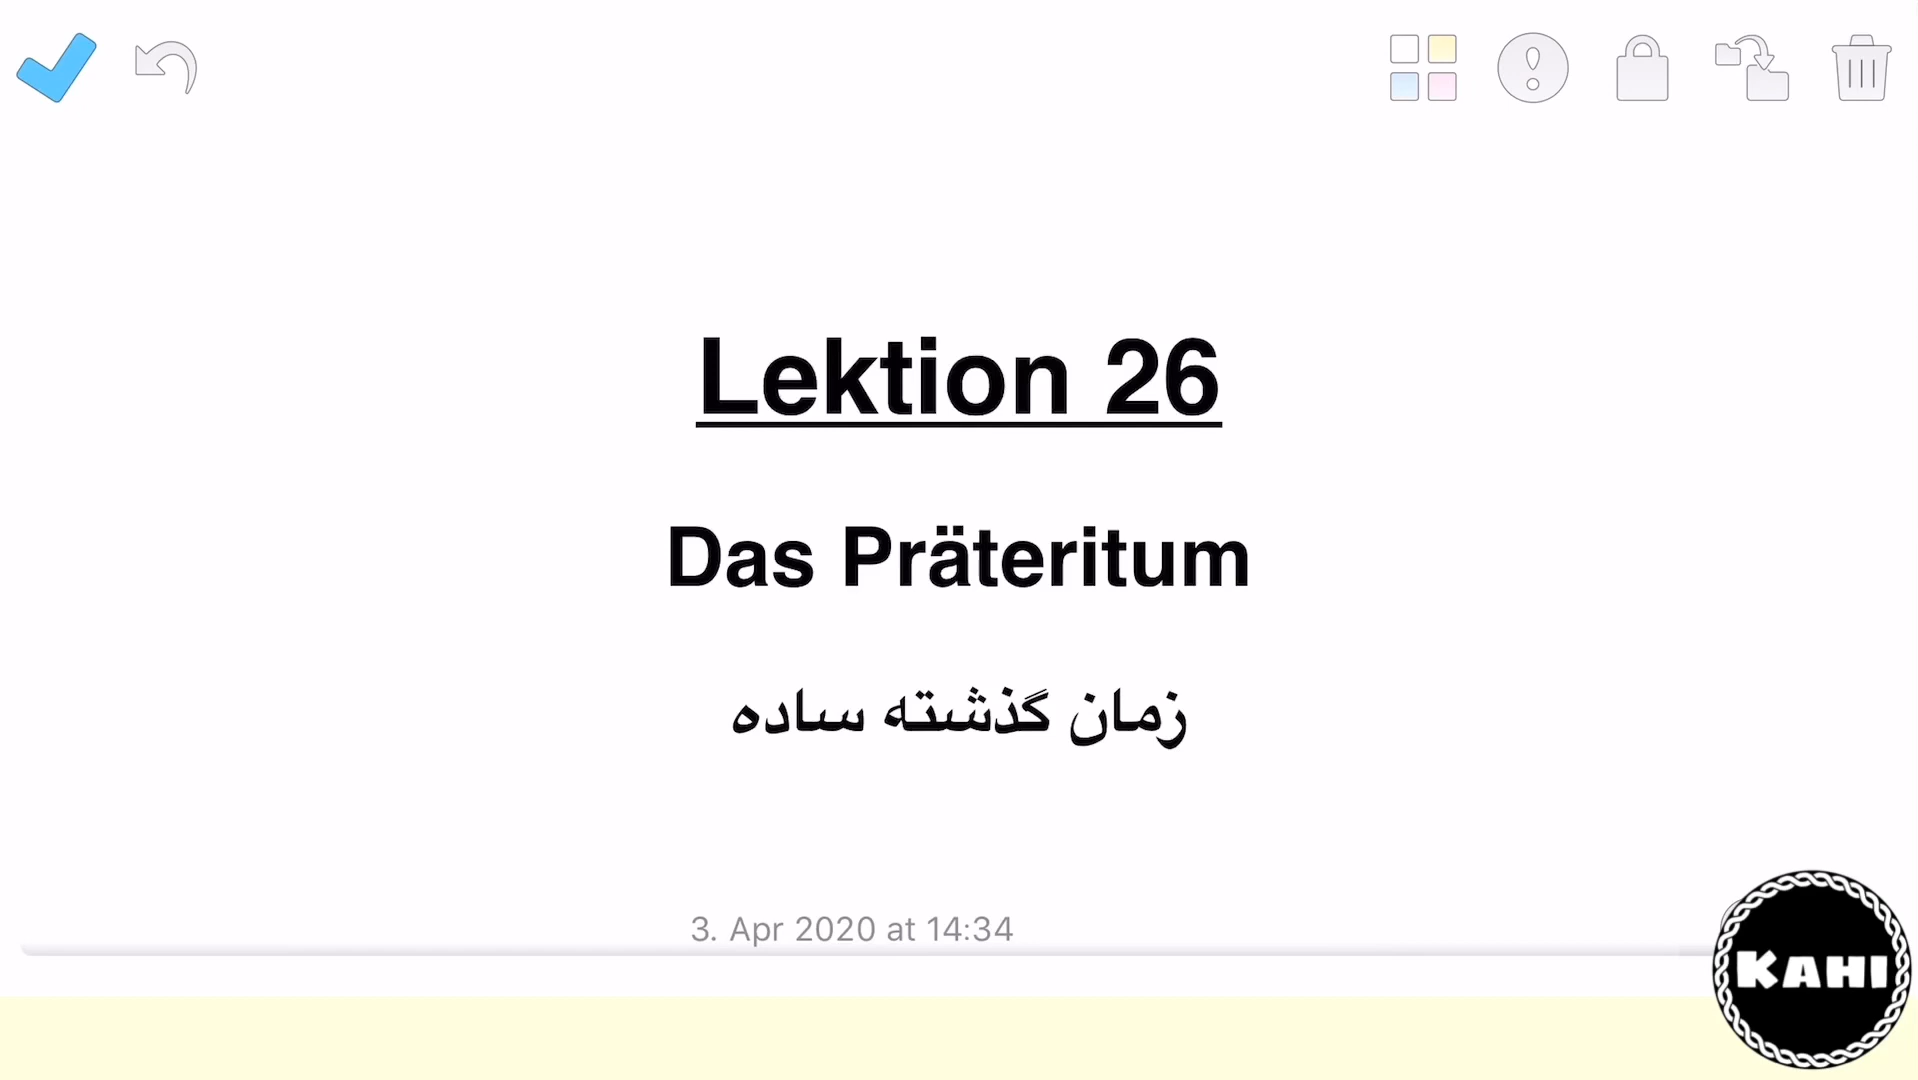 Lektion 26
Das Präteritum
زمان گذشته ساده
3. Apr 2020 at 14:34
KAHI